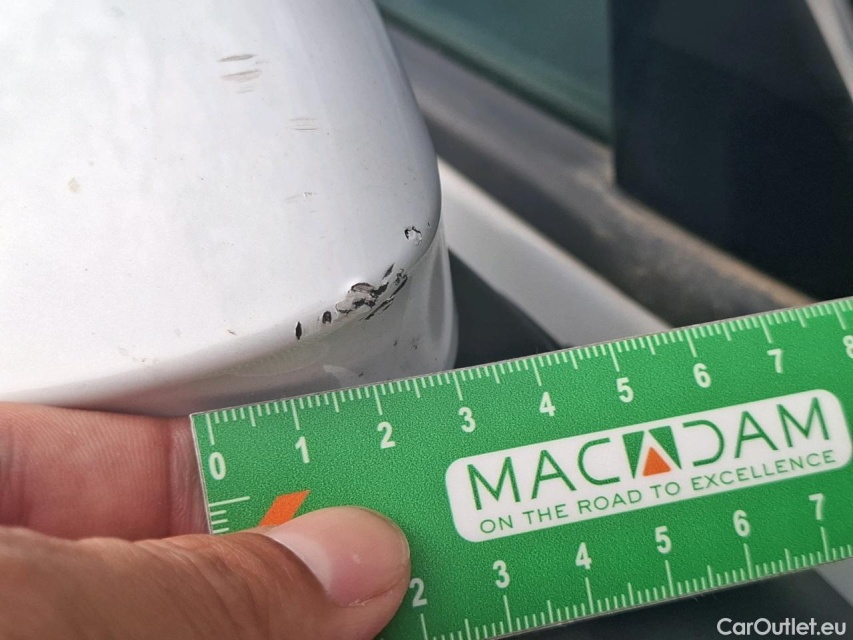 0 1 2 3 4 5 6 7 8
MACADAM
ON THE ROAD TO EXCELLENCE
2 3 4 5 6 7
CarOutlet.eu